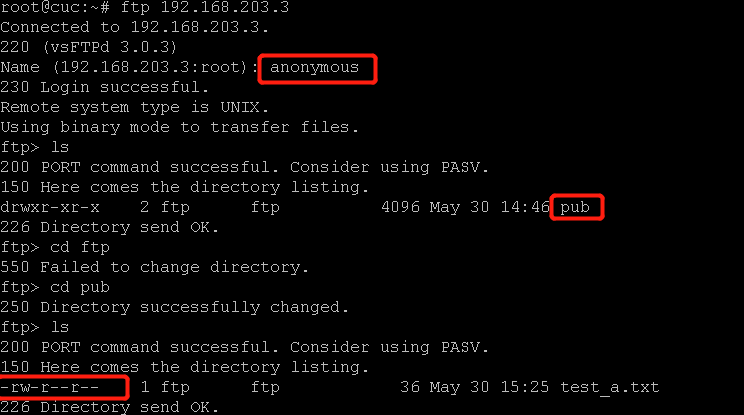 root@cuc:~# ftp 192.168.203.3
Connected to 192.168.203.3.
220 (vsFTPd 3.0.3)
Name (192.168.203.3:root): anonymous
230 Login successful.
Remote system type is UNIX.
Using binary mode to transfer files.
ftp> ls
200 PORT command successful. Consider using PASV.
150 Here comes the directory listing.
drwxr-xr-x    2 ftp      ftp          4096 May 30 14:46 pub
226 Directory send OK.
ftp> cd ftp
550 Failed to change directory.
ftp> cd pub
250 Directory successfully changed.
ftp> ls
200 PORT command successful. Consider using PASV.
150 Here comes the directory listing.
-rw-r--r--    1 ftp      ftp            36 May 30 15:25 test_a.txt
226 Directory send OK.